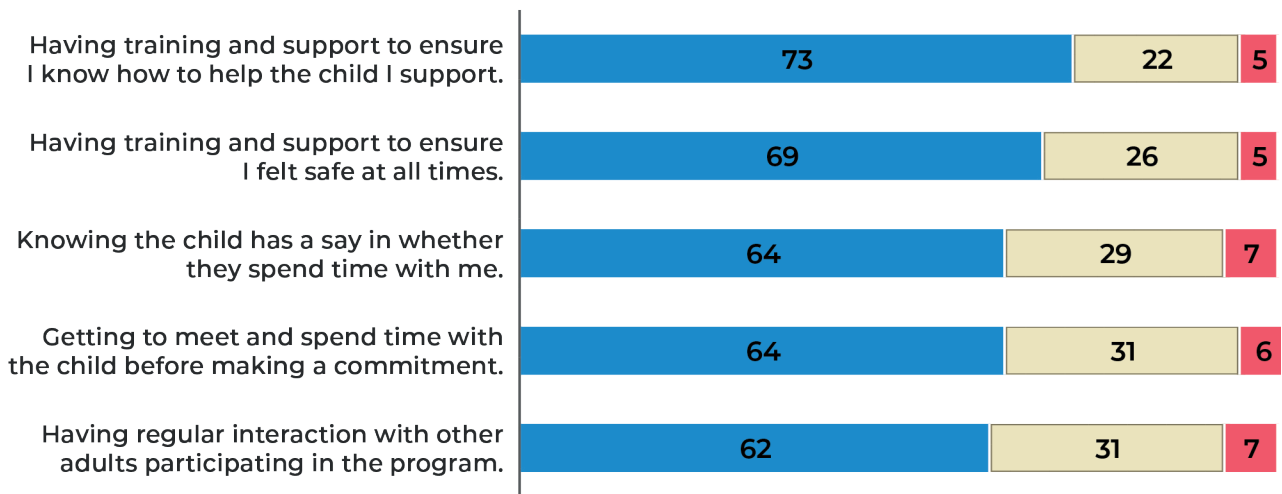 Having training and support to ensure
I know how to help the child I support.
73 22 5
Having training and support to ensure
I felt safe at all times.
69 26 5
Knowing the child has a say in whether
they spend time with me.
64 29 7
Getting to meet and spend time with
the child before making a commitment.
64 31 6
Having regular interaction with other
adults participating in the program.
62 31 7